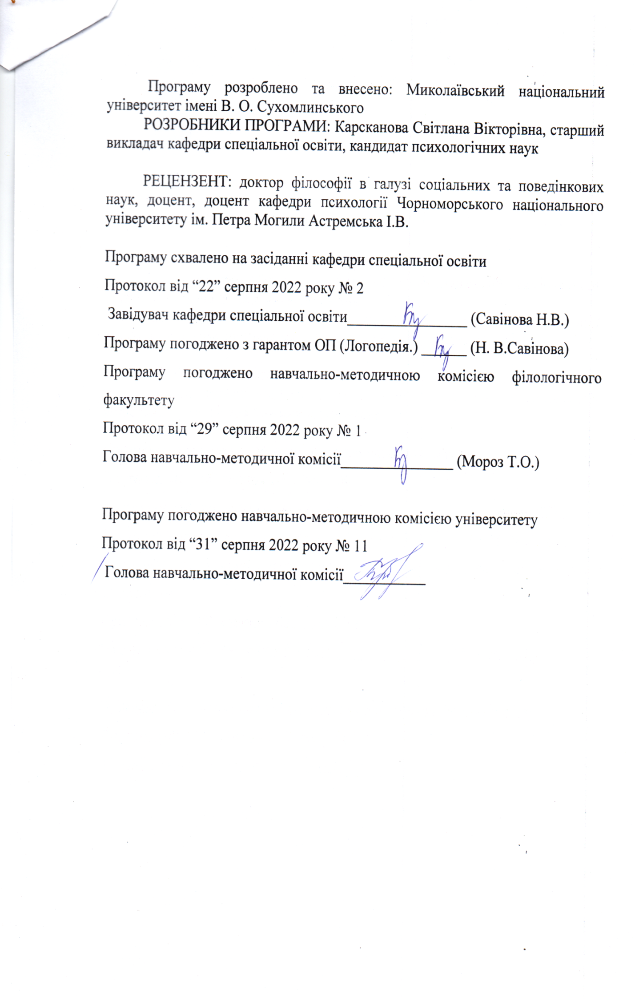 Програму розроблено та внесено: Миколаївський національний
університет імені В. О. Сухомлинського
РОЗРОБНИКИ ПРОГРАМИ: Карсканова Світлана Вікторівна, старший
викладач кафедри спеціальної освіти, кандидат психологічних наук
РЕЦЕНЗЕНТ: доктор філософії в галузі соціальних та поведінкових
наук, доцент, доцент кафедри психології Чорноморського національного
університету ім. Петра Могили Астремська І.В.
Програму схвалено на засіданні кафедри спеціальної освіти
Протокол від “22” серпня 2022 року № 2
Завідувач кафедри спеціальної освіти_______________ (Савінова Н.В.)
Програму погоджено з гарантом ОП (Логопедія.) ______ (Н. В.Савінова)
Програму погоджено навчально-методичною комісією філологічного
факультету
Протокол від “29” серпня 2022 року № 1
Голова навчально-методичної комісії______________ (Мороз Т.О.)
Програму погоджено навчально-методичною комісією університету
Протокол від “31” серпня 2022 року № 11
Голова навчально-методичної комісії__________